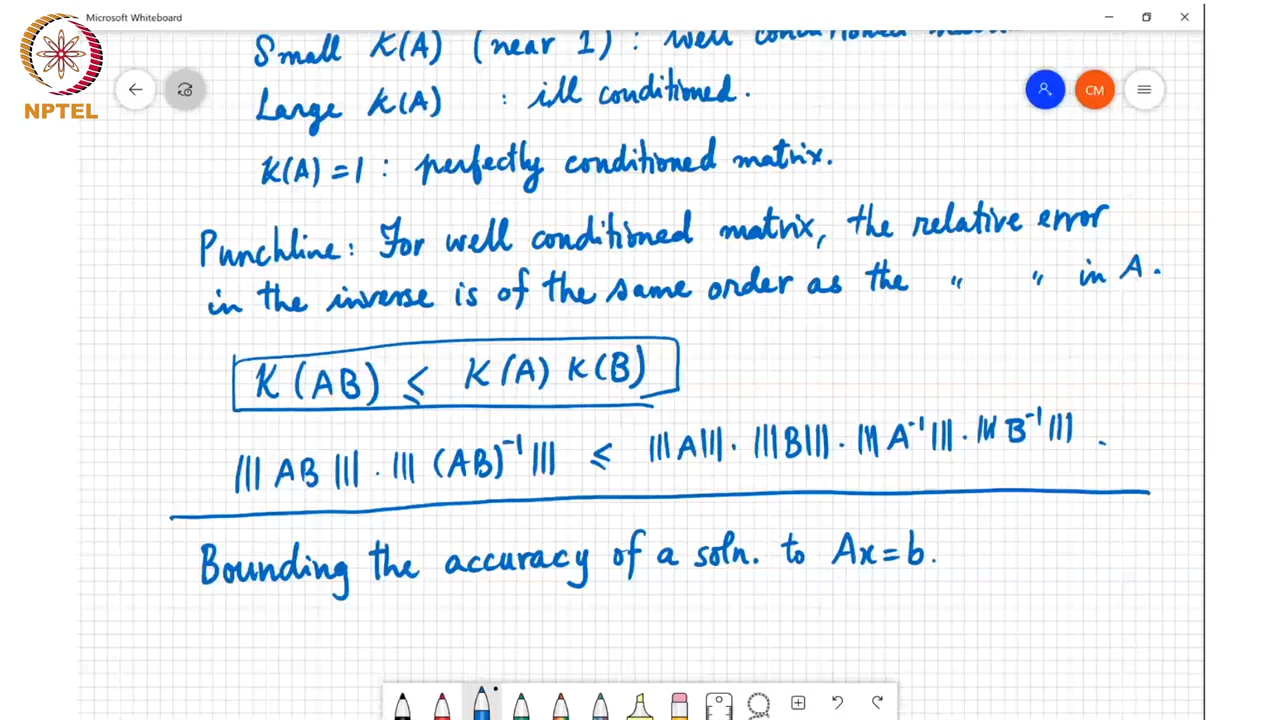 Microsoft Whiteboard
NPTEL
CM
Small K(A) (near 1) : well conditioned
Large K(A) : ill conditioned.
K(A) = 1 : perfectly conditioned matrix.
Punchline: For well conditioned matrix, the relative error
in the inverse is of the same order as the " " in A.
K(AB) ≤ K(A) K(B)
|||AB||| · |||(AB)⁻¹||| ≤ |||A||| · |||B||| · |||A⁻¹||| · |||B⁻¹||| .
Bounding the accuracy of a soln. to Ax=b.